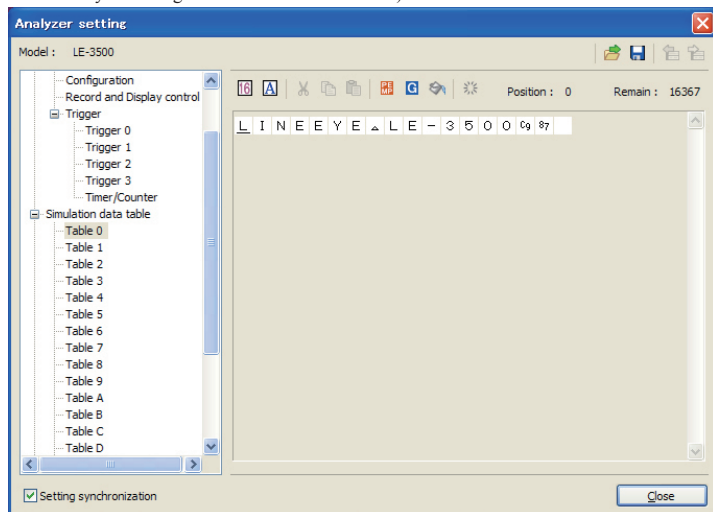 Analyzer setting
Model : LE-3500
Configuration
Record and Display control
Trigger
Trigger 0
Trigger 1
Trigger 2
Trigger 3
Timer/Counter
Simulation data table
Table 0
Table 1
Table 2
Table 3
Table 4
Table 5
Table 6
Table 7
Table 8
Table 9
Table A
Table B
Table C
Table D
16 A G Position : 0 Remain : 16367
L I N E E Y E L E - 3 5 0 0 C9 87
Setting synchronization
Close